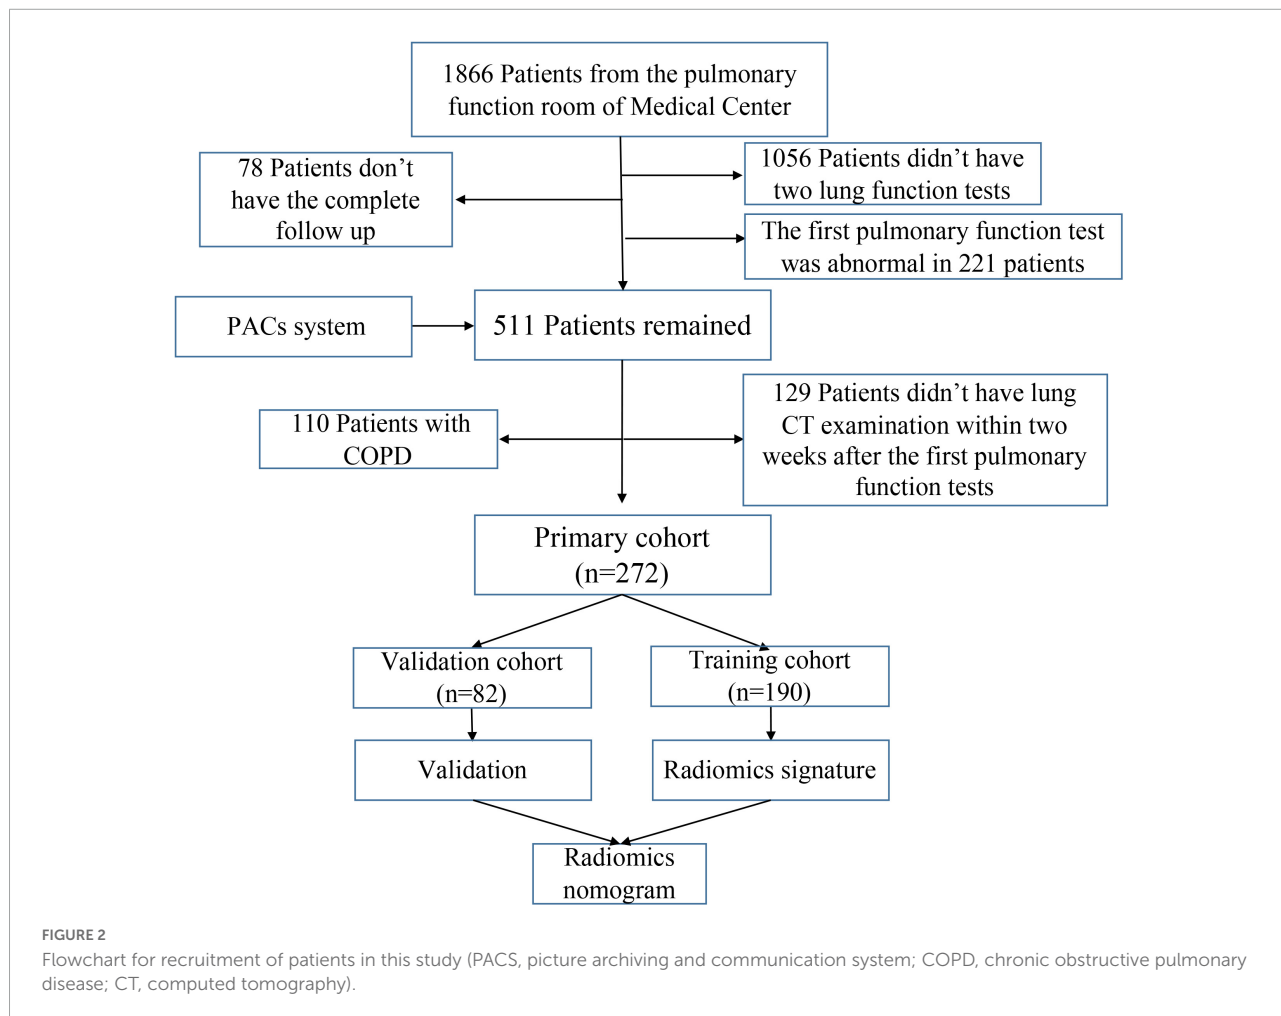 1866 Patients from the pulmonary
function room of Medical Center
78 Patients don't
have the complete
follow up
1056 Patients didn't have
two lung function tests
The first pulmonary function test
was abnormal in 221 patients
PACs system
511 Patients remained
110 Patients with
COPD
129 Patients didn't have lung
CT examination within two
weeks after the first pulmonary
function tests
Primary cohort
(n=272)
Validation cohort
(n=82)
Training cohort
(n=190)
Validation
Radiomics signature
Radiomics
nomogram
FIGURE 2
Flowchart for recruitment of patients in this study (PACS, picture archiving and communication system; COPD, chronic obstructive pulmonary
disease; CT, computed tomography).